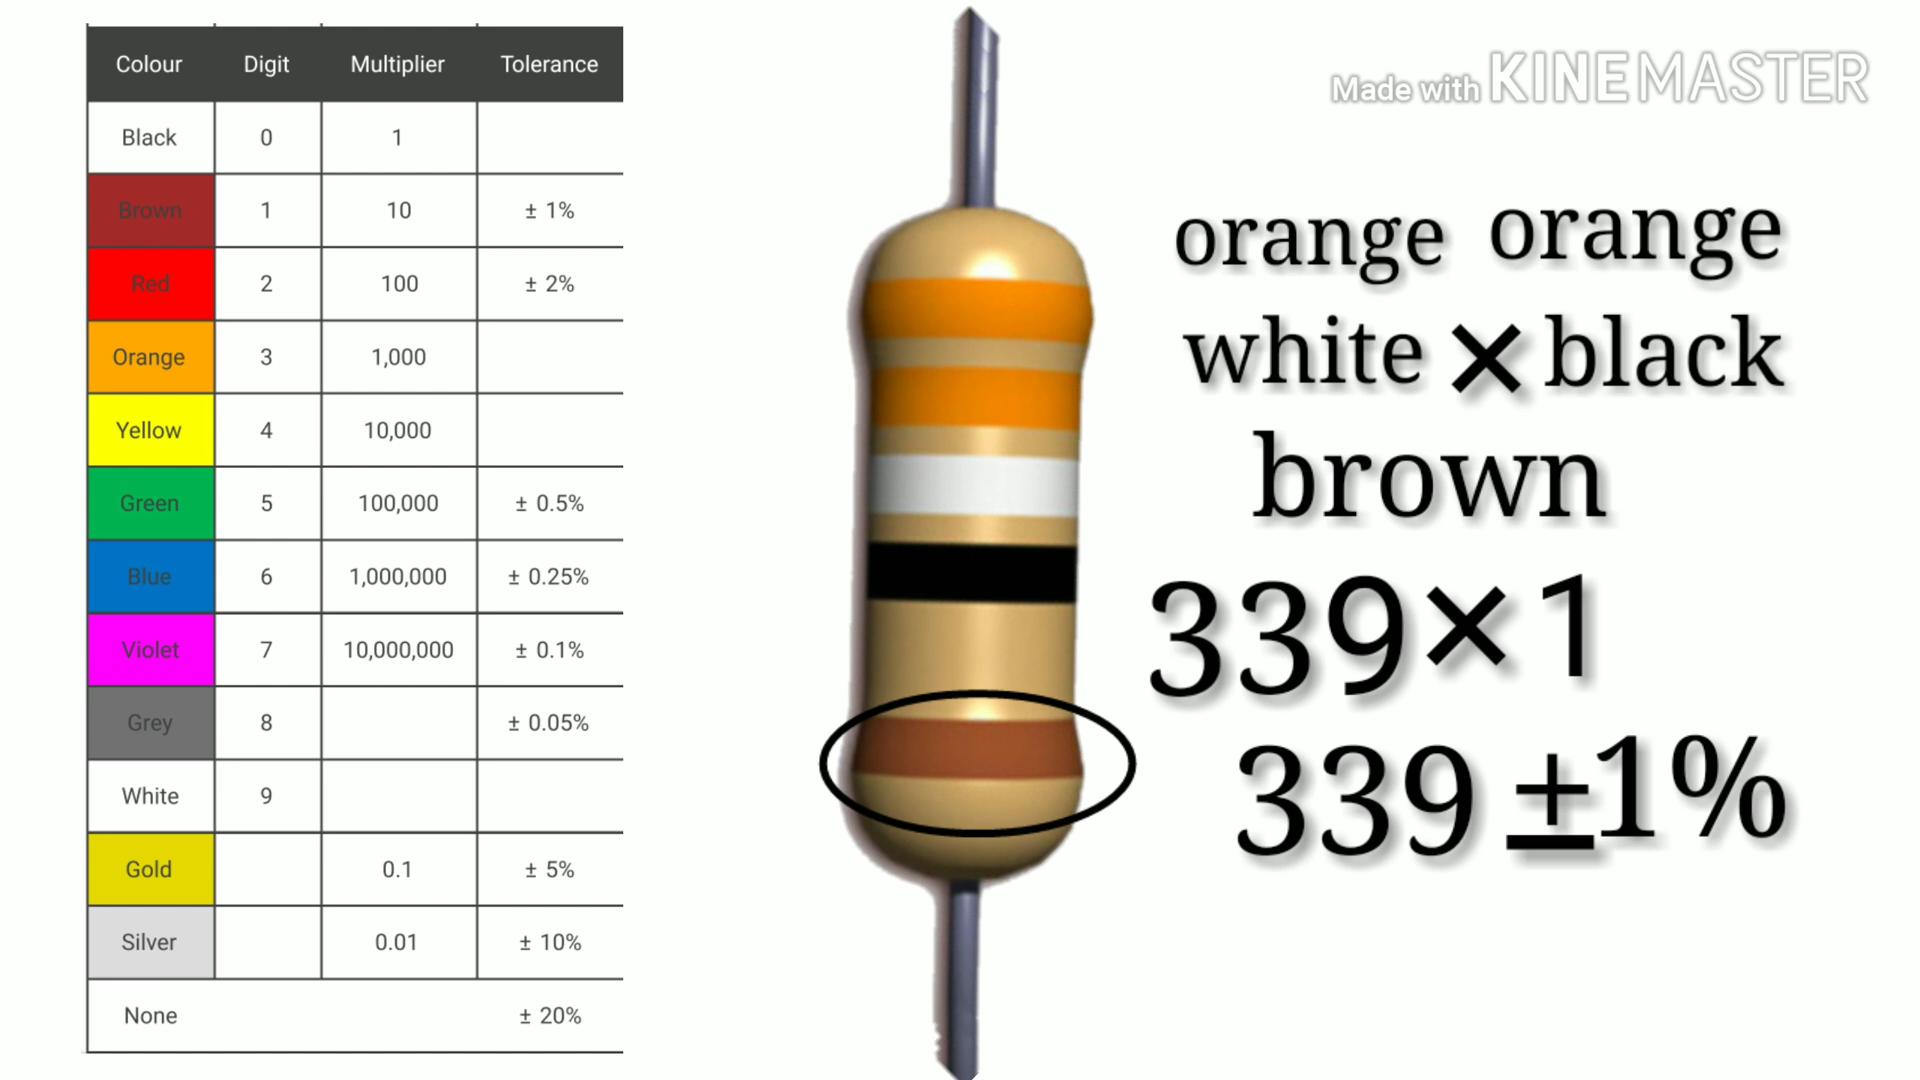 Colour Digit Multiplier Tolerance
Black 0 1
Brown 1 10 ± 1%
Red 2 100 ± 2%
Orange 3 1,000
Yellow 4 10,000
Green 5 100,000 ± 0.5%
Blue 6 1,000,000 ± 0.25%
Violet 7 10,000,000 ± 0.1%
Grey 8 ± 0.05%
White 9
Gold 0.1 ± 5%
Silver 0.01 ± 10%
None ± 20%
Made with KINEMASTER
orange orange
white × black
brown
339×1
339 ±1%